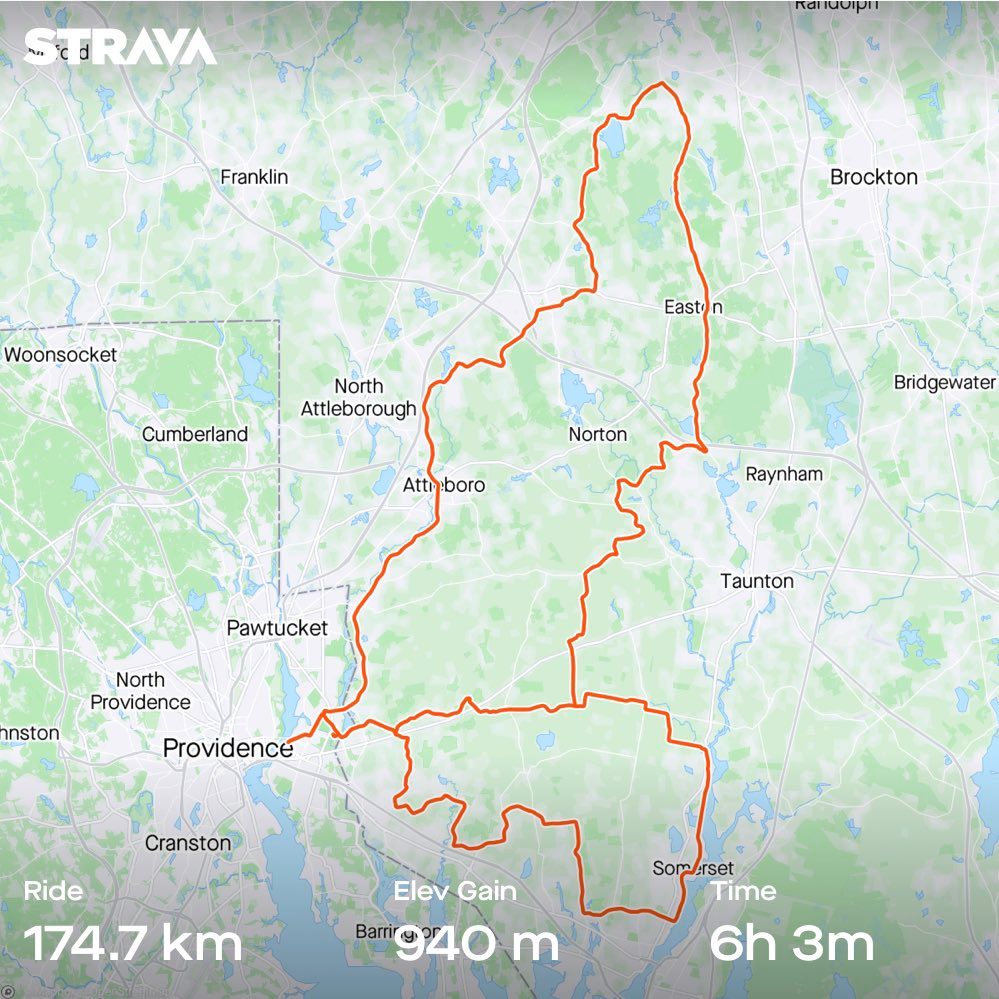 Randolph
STRAVA
Franklin
Brockton
Easton
Woonsocket
North
Attleborough
Bridgewater
Cumberland
Norton
Raynham
Attleboro
Taunton
Pawtucket
North
Providence
Providence
Cranston
Somerset
Ride
Elev Gain
Time
Barrington
174.7 km
940 m
6h 3m